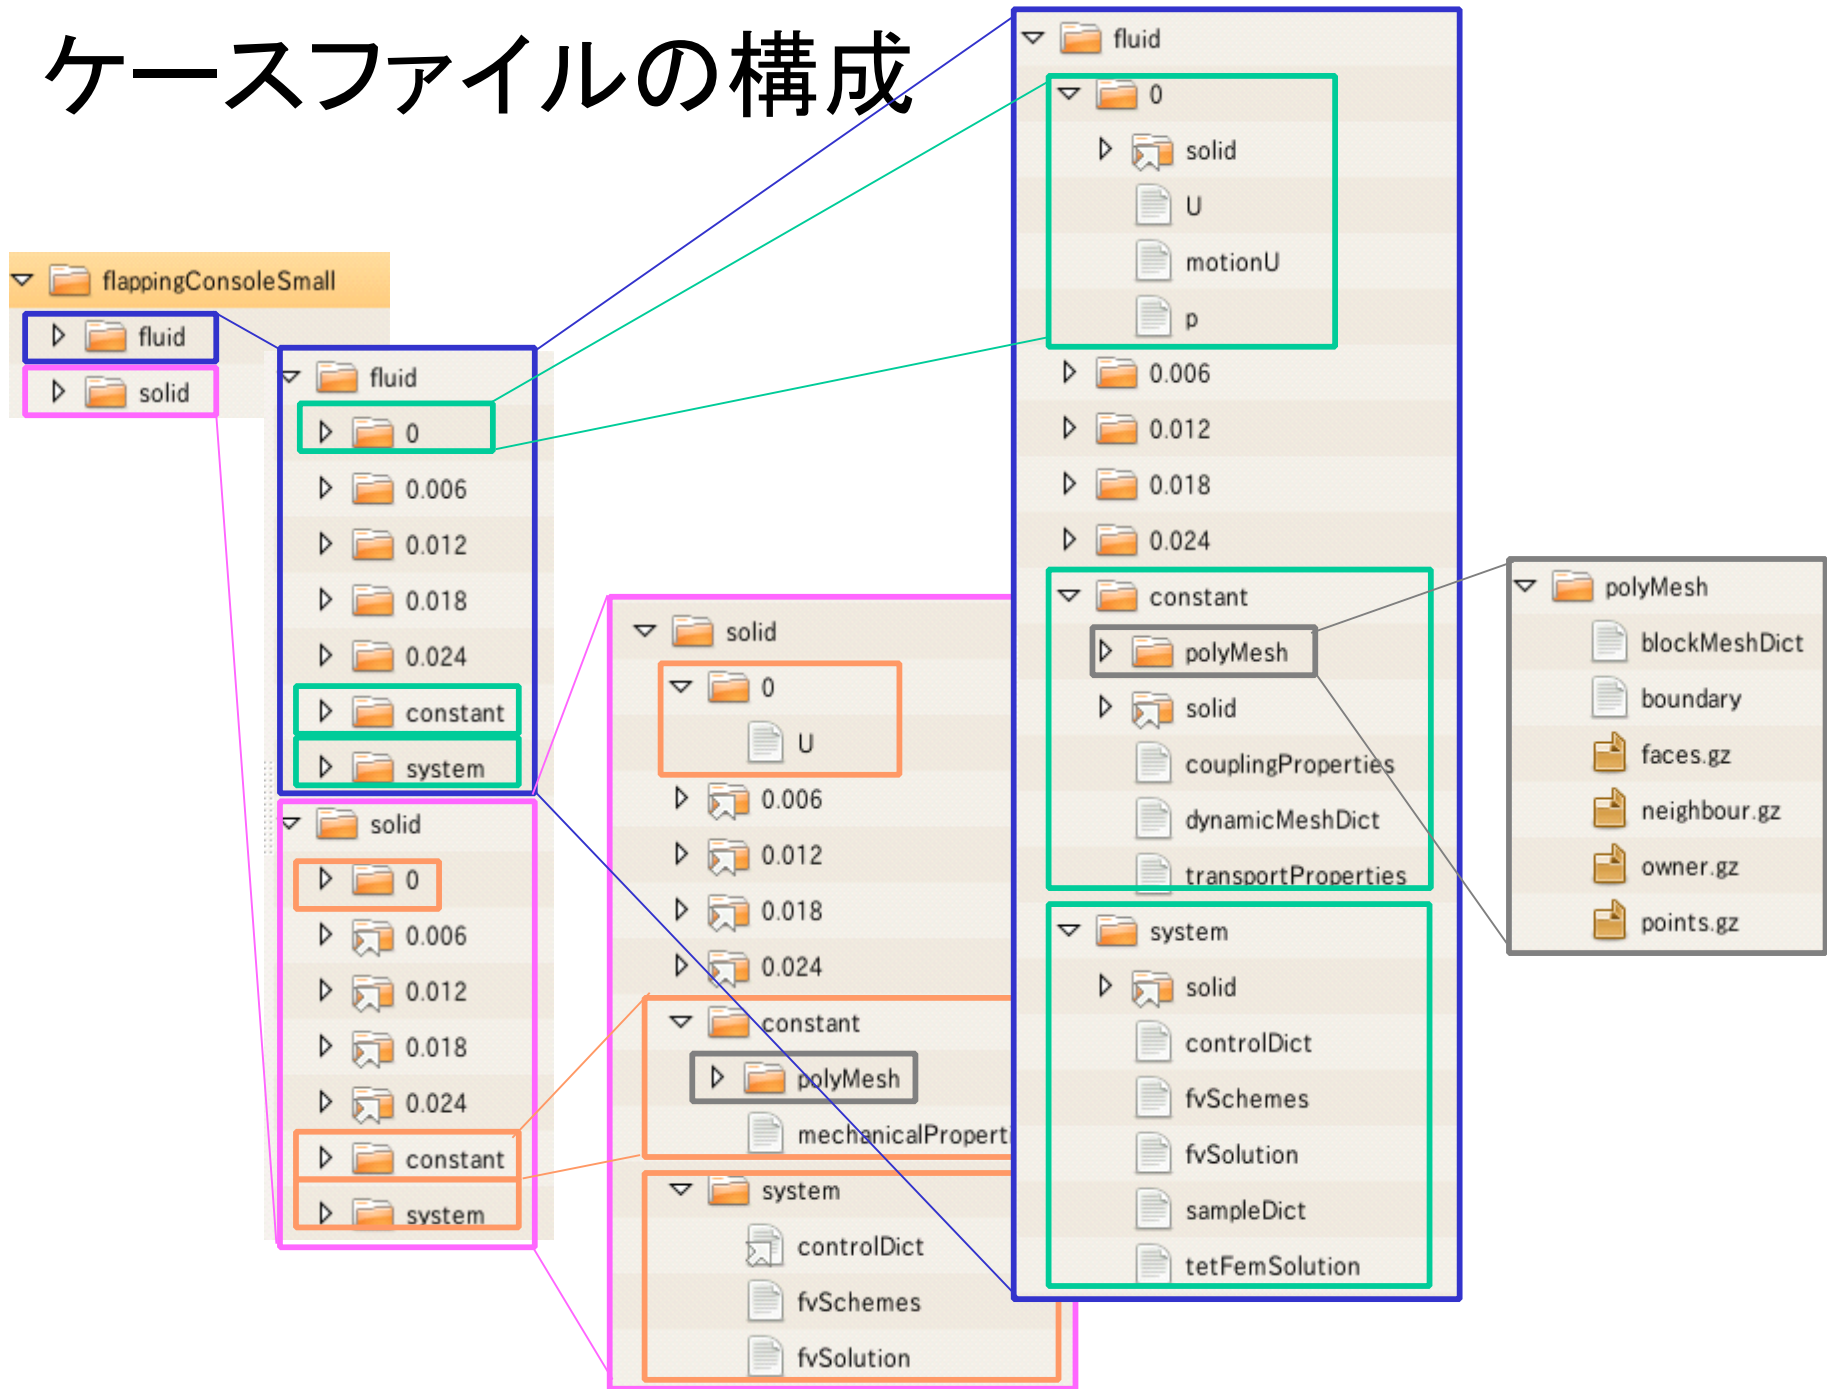 ケースファイルの構成
flappingConsoleSmall
fluid
solid
fluid
0
0.006
0.012
0.018
0.024
constant
system
solid
0
0.006
0.012
0.018
0.024
constant
system
solid
0
U
0.006
0.012
0.018
0.024
constant
polyMesh
mechanicalProperti
system
controlDict
fvSchemes
fvSolution
fluid
0
solid
U
motionU
p
0.006
0.012
0.018
0.024
constant
polyMesh
solid
couplingProperties
dynamicMeshDict
transportProperties
system
solid
controlDict
fvSchemes
fvSolution
sampleDict
tetFemSolution
polyMesh
blockMeshDict
boundary
faces.gz
neighbour.gz
owner.gz
points.gz